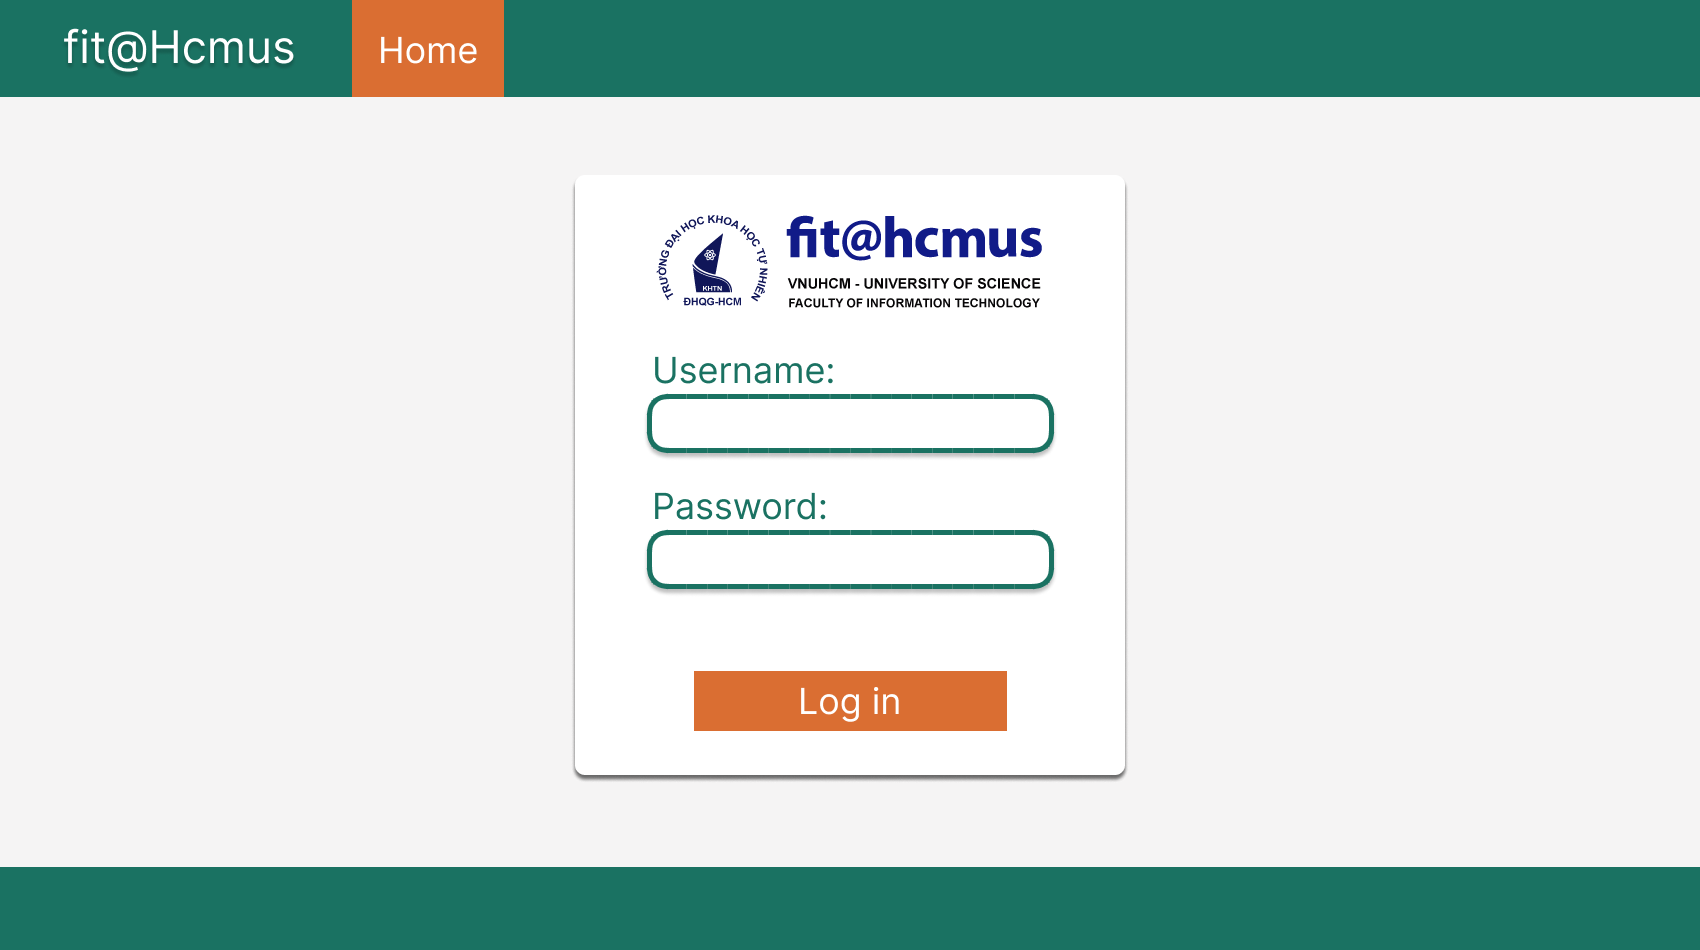 fit@Hcmus
Home
TRƯỜNG ĐẠI HỌC KHOA HỌC TỰ NHIÊN
KHTN
ĐHQG-HCM
fit@hcmus
VNUHCM - UNIVERSITY OF SCIENCE
FACULTY OF INFORMATION TECHNOLOGY
Username:
Password:
Log in